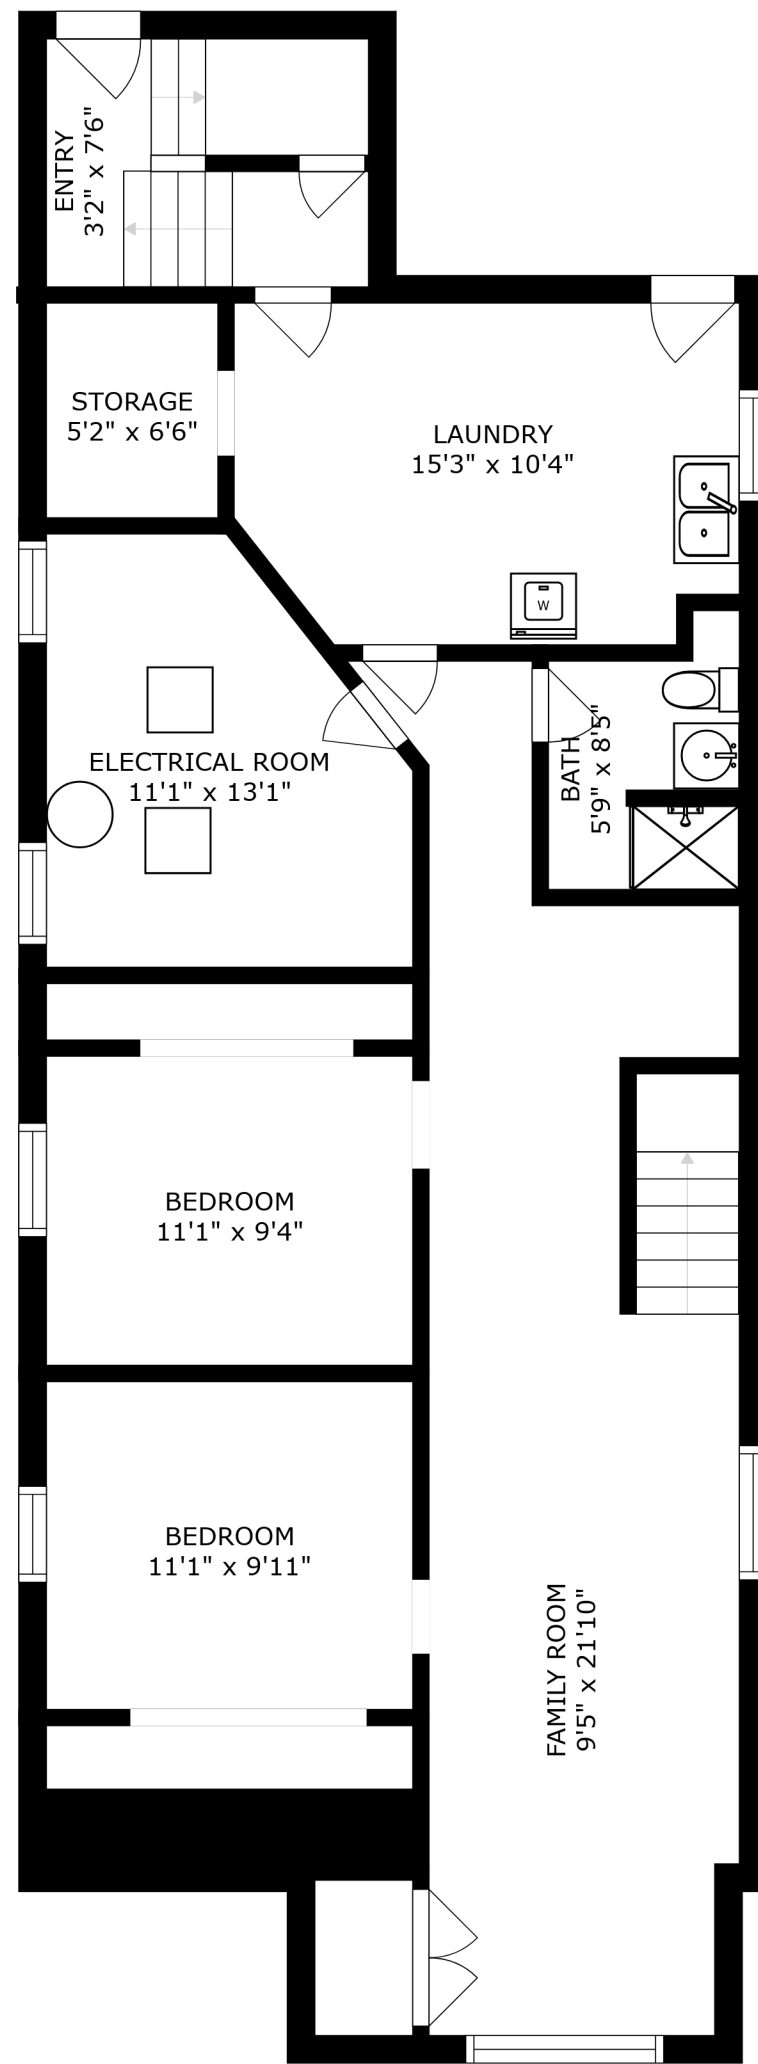 ENTRY
3'2" x 7'6"
STORAGE
5'2" x 6'6"
LAUNDRY
15'3" x 10'4"
W
ELECTRICAL ROOM
11'1" x 13'1"
BATH
5'9" x 8'5"
BEDROOM
11'1" x 9'4"
BEDROOM
11'1" x 9'11"
FAMILY ROOM
9'5" x 21'10"